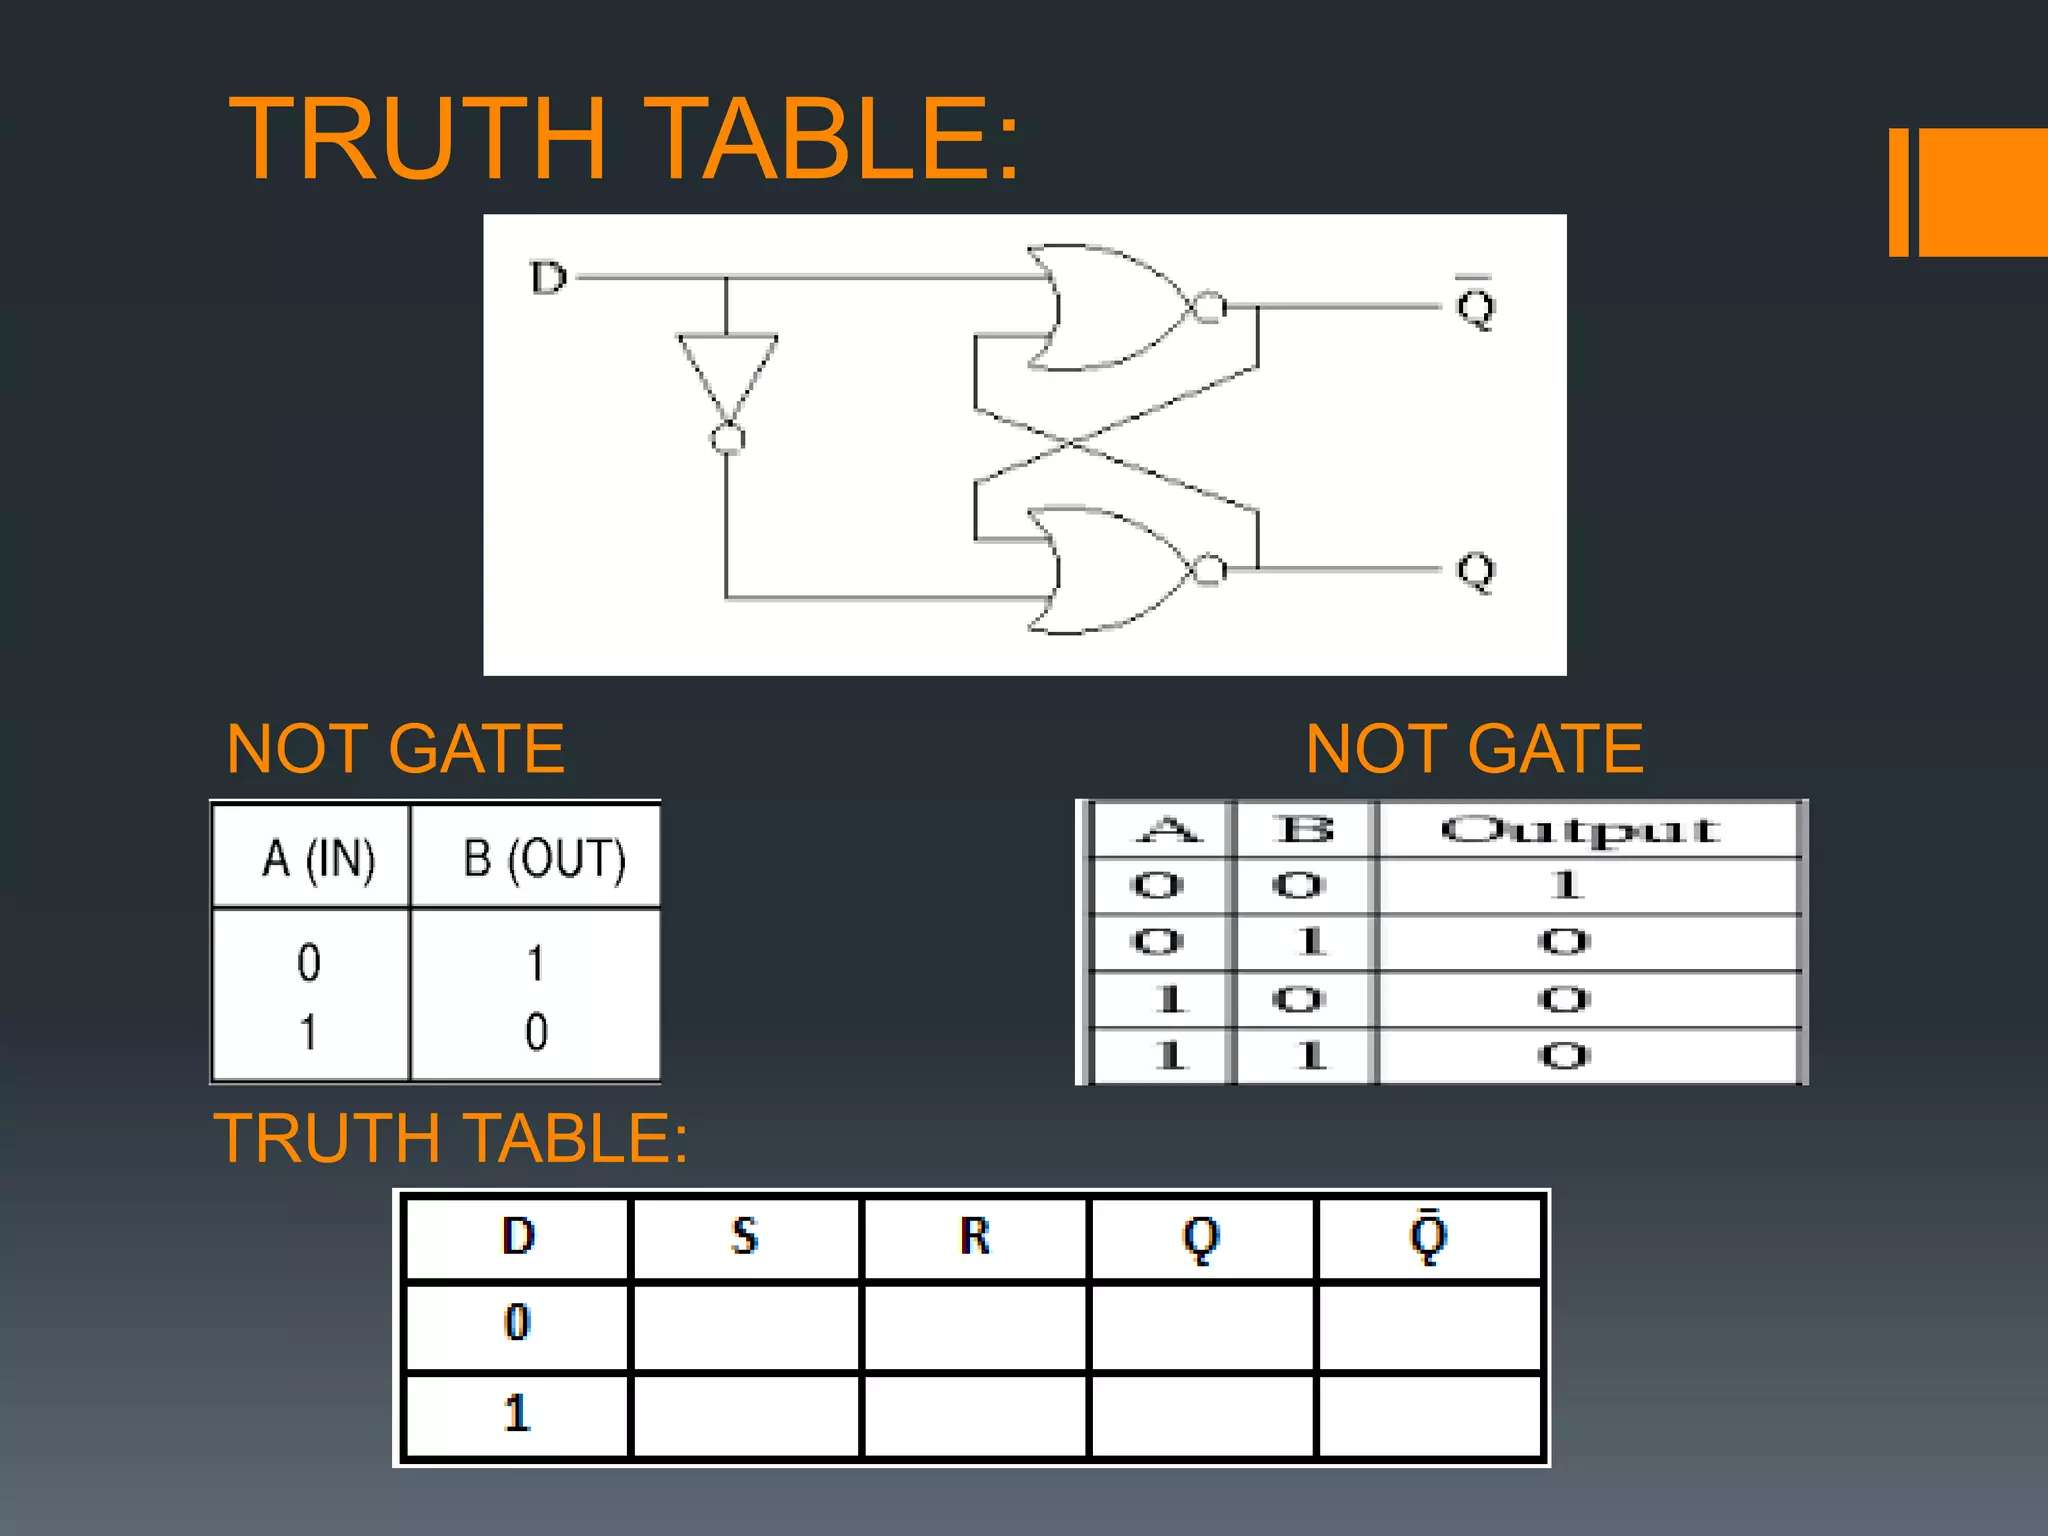 TRUTH TABLE:
D
Q̅
Q
NOT GATE
NOT GATE
A (IN) B (OUT)
0 1
1 0
A B Output
0 0 1
0 1 0
1 0 0
1 1 0
TRUTH TABLE:
D S R Q Q̅
0
1